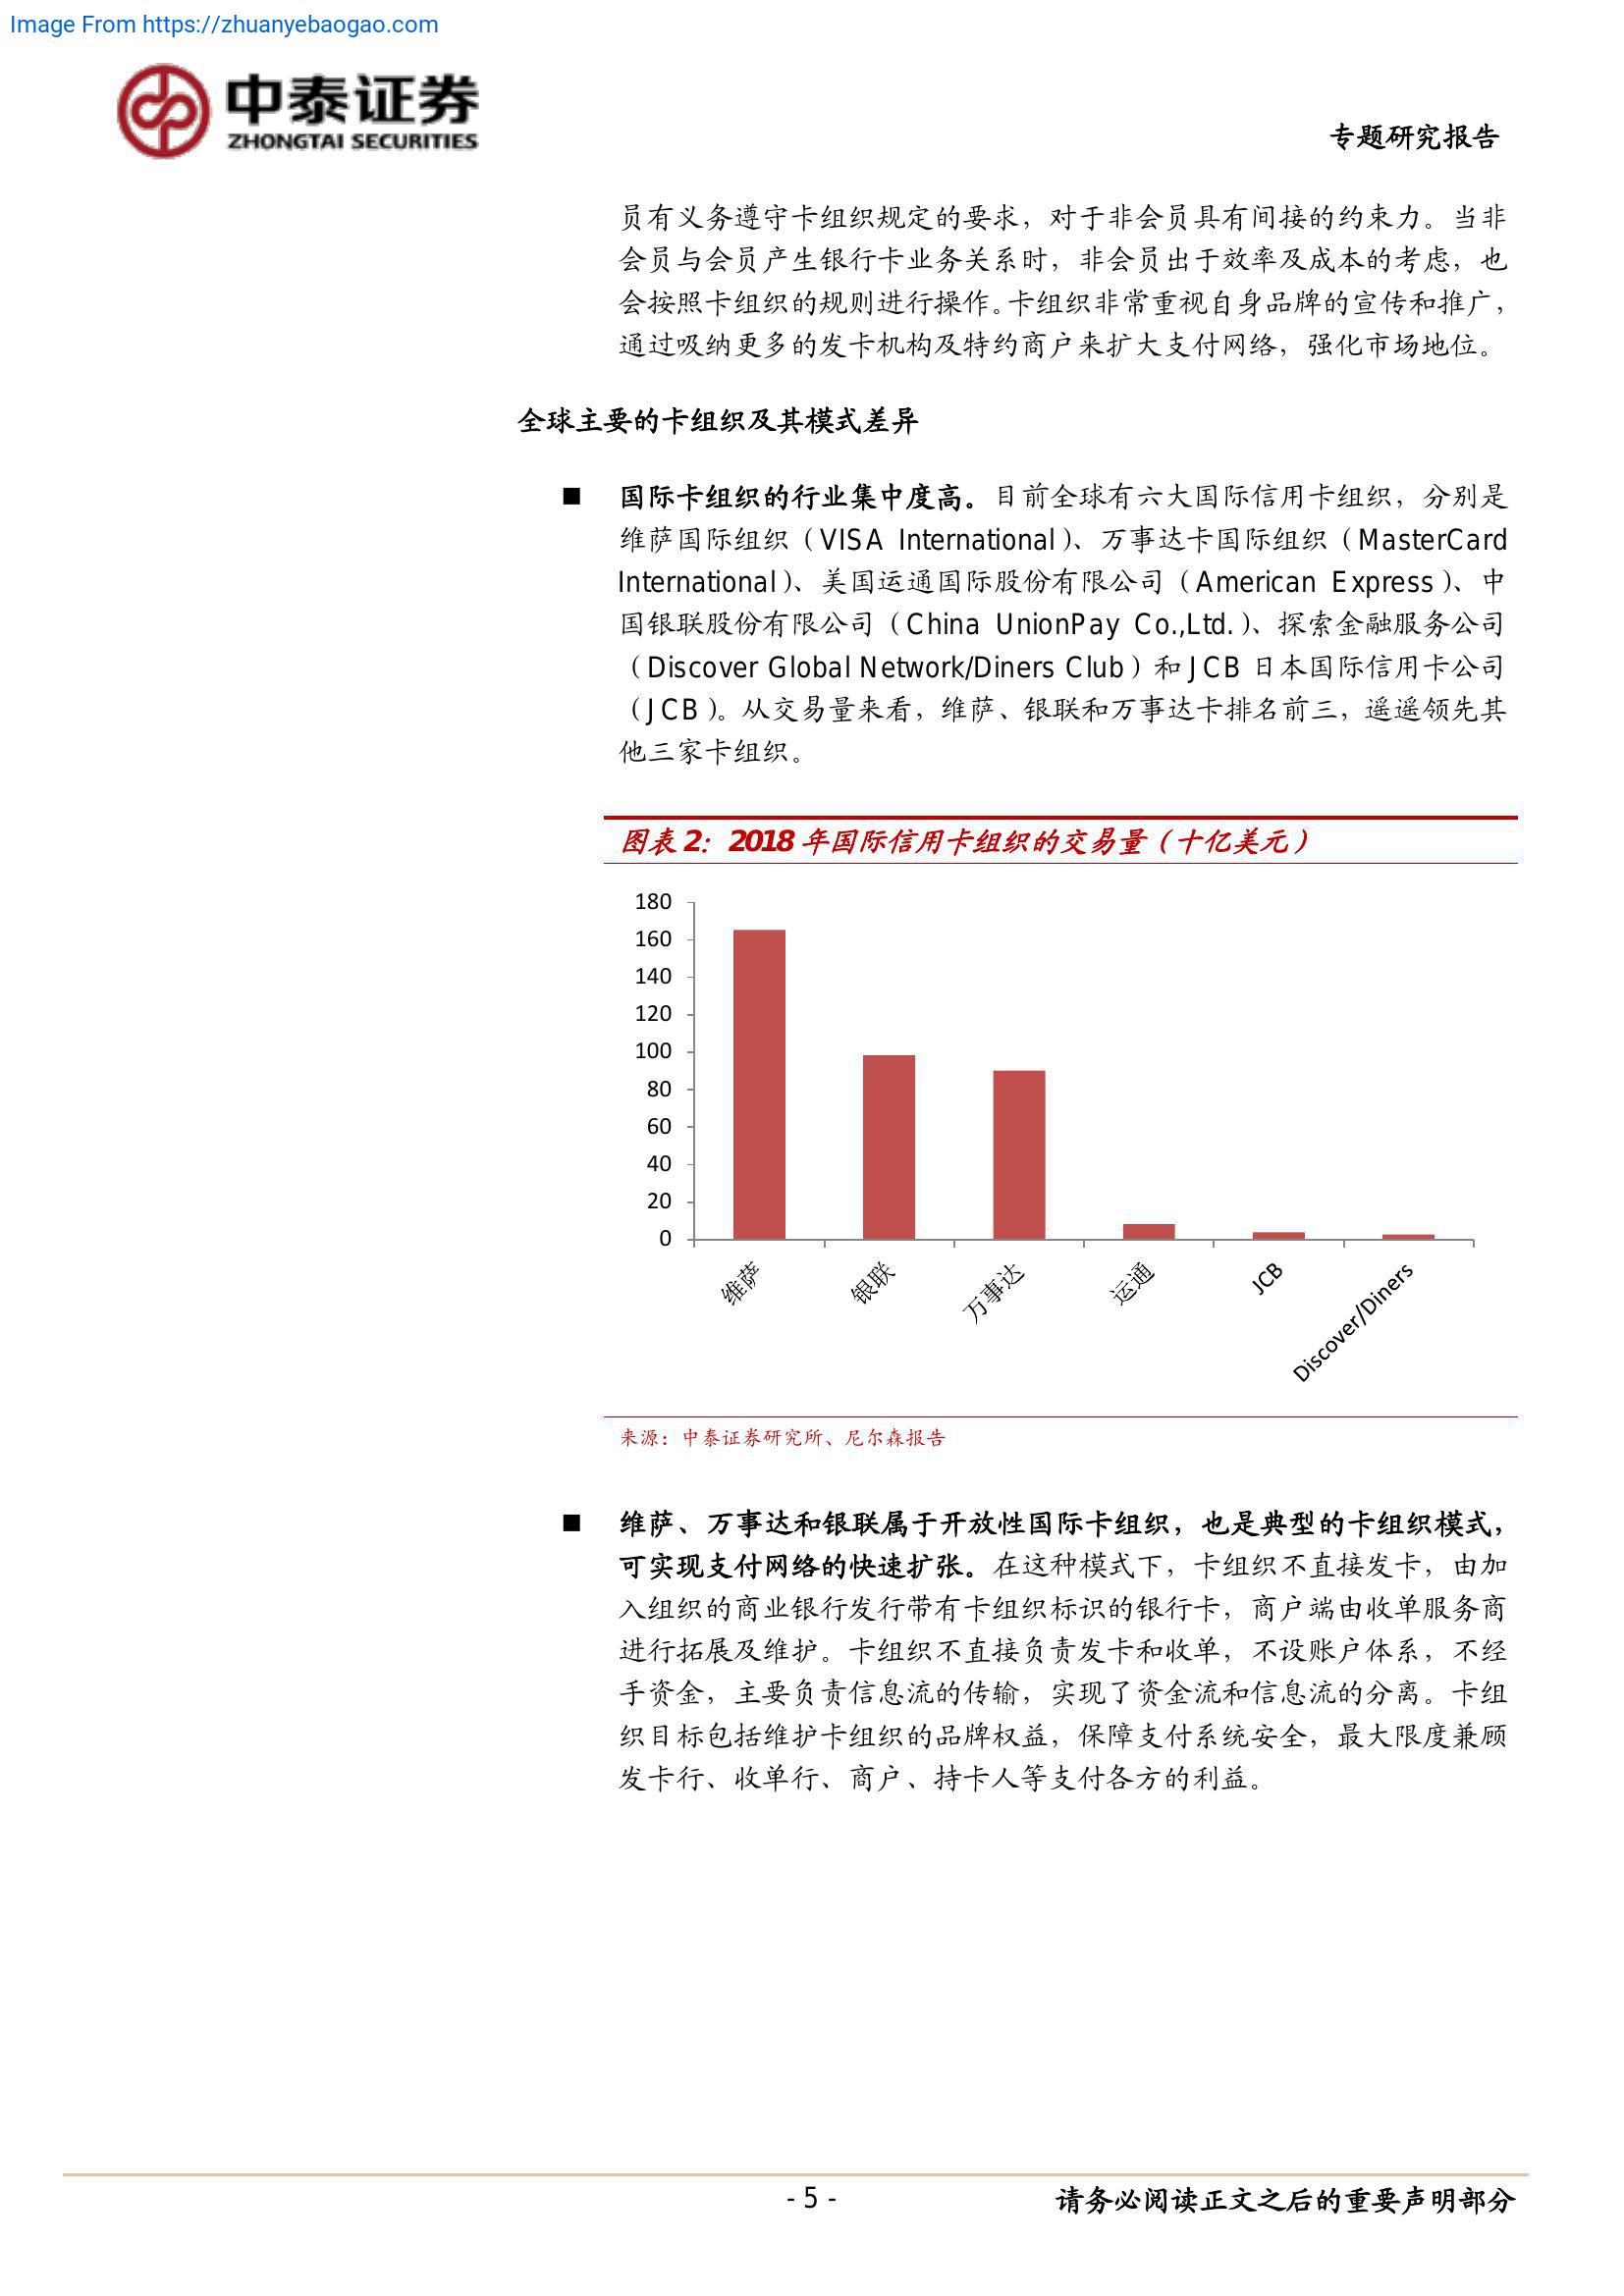 Image From https://zhuanyebaogao.com
中泰证券
ZHONGTAI SECURITIES
专题研究报告
员有义务遵守卡组织规定的要求，对于非会员具有间接的约束力。当非
会员与会员产生银行卡业务关系时，非会员出于效率及成本的考虑，也
会按照卡组织的规则进行操作。卡组织非常重视自身品牌的宣传和推广，
通过吸纳更多的发卡机构及特约商户来扩大支付网络，强化市场地位。
全球主要的卡组织及其模式差异
■ 国际卡组织的行业集中度高。目前全球有六大国际信用卡组织，分别是
维萨国际组织（VISA International）、万事达卡国际组织（MasterCard
International）、美国运通国际股份有限公司（American Express）、中
国银联股份有限公司（China UnionPay Co.,Ltd.）、探索金融服务公司
（Discover Global Network/Diners Club）和 JCB 日本国际信用卡公司
（JCB）。从交易量来看，维萨、银联和万事达卡排名前三，遥遥领先其
他三家卡组织。
图表 2：2018 年国际信用卡组织的交易量（十亿美元）
180
160
140
120
100
80
60
40
20
0
维萨
银联
万事达
运通
JCB
Discover/Diners
来源：中泰证券研究所、尼尔森报告
■ 维萨、万事达和银联属于开放性国际卡组织，也是典型的卡组织模式，
可实现支付网络的快速扩张。在这种模式下，卡组织不直接发卡，由加
入组织的商业银行发行带有卡组织标识的银行卡，商户端由收单服务商
进行拓展及维护。卡组织不直接负责发卡和收单，不设账户体系，不经
手资金，主要负责信息流的传输，实现了资金流和信息流的分离。卡组
织目标包括维护卡组织的品牌权益，保障支付系统安全，最大限度兼顾
发卡行、收单行、商户、持卡人等支付各方的利益。
- 5 -
请务必阅读正文之后的重要声明部分